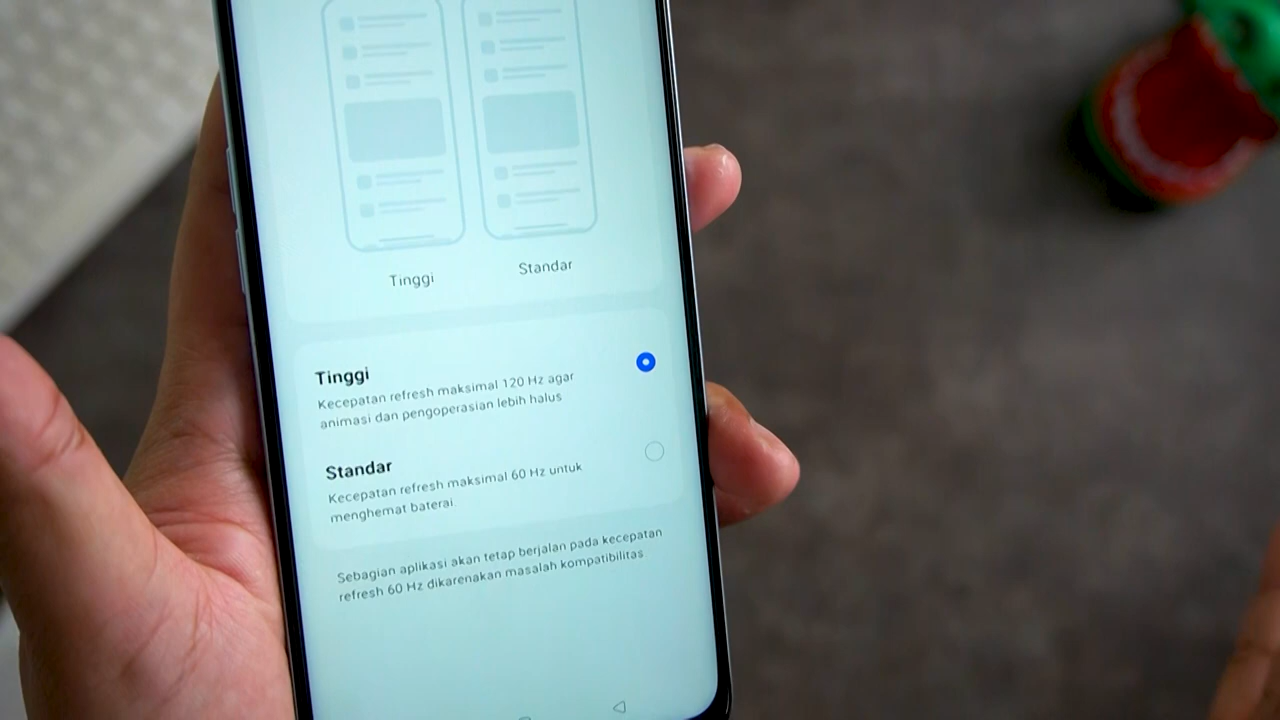 Tinggi
Standar
Tinggi
Kecepatan refresh maksimal 120 Hz agar
animasi dan pengoperasian lebih halus
Standar
Kecepatan refresh maksimal 60 Hz untuk
menghemat baterai
Sebagian aplikasi akan tetap berjalan pada kecepatan
refresh 60 Hz dikarenakan masalah kompatibilitas